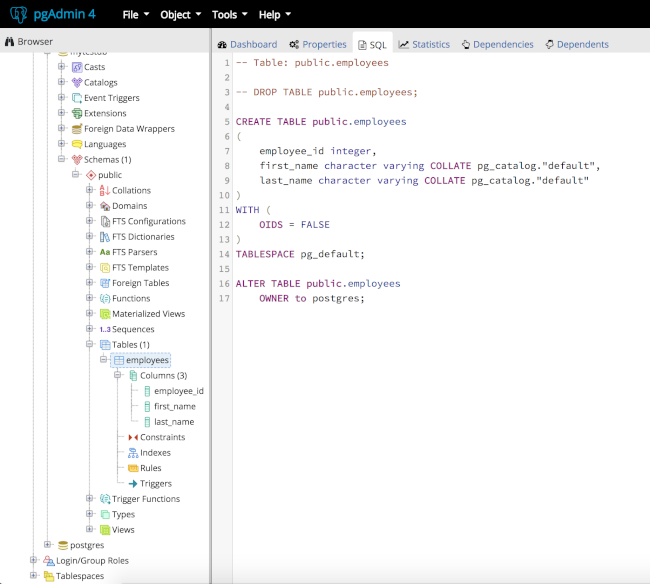 pgAdmin 4 File Object Tools Help
Browser
Dashboard Properties SQL Statistics Dependencies Dependents
Casts
Catalogs
Event Triggers
Extensions
Foreign Data Wrappers
Languages
Schemas (1)
public
Collations
Domains
FTS Configurations
FTS Dictionaries
FTS Parsers
FTS Templates
Foreign Tables
Functions
Materialized Views
1..3 Sequences
Tables (1)
employees
Columns (3)
employee_id
first_name
last_name
Constraints
Indexes
Rules
Triggers
Trigger Functions
Types
Views
postgres
Login/Group Roles
Tablespaces
1 -- Table: public.employees
2
3 -- DROP TABLE public.employees;
4
5 CREATE TABLE public.employees
6 (
7     employee_id integer,
8     first_name character varying COLLATE pg_catalog."default",
9     last_name character varying COLLATE pg_catalog."default"
10 )
11 WITH (
12     OIDS = FALSE
13 )
14 TABLESPACE pg_default;
15
16 ALTER TABLE public.employees
17     OWNER to postgres;